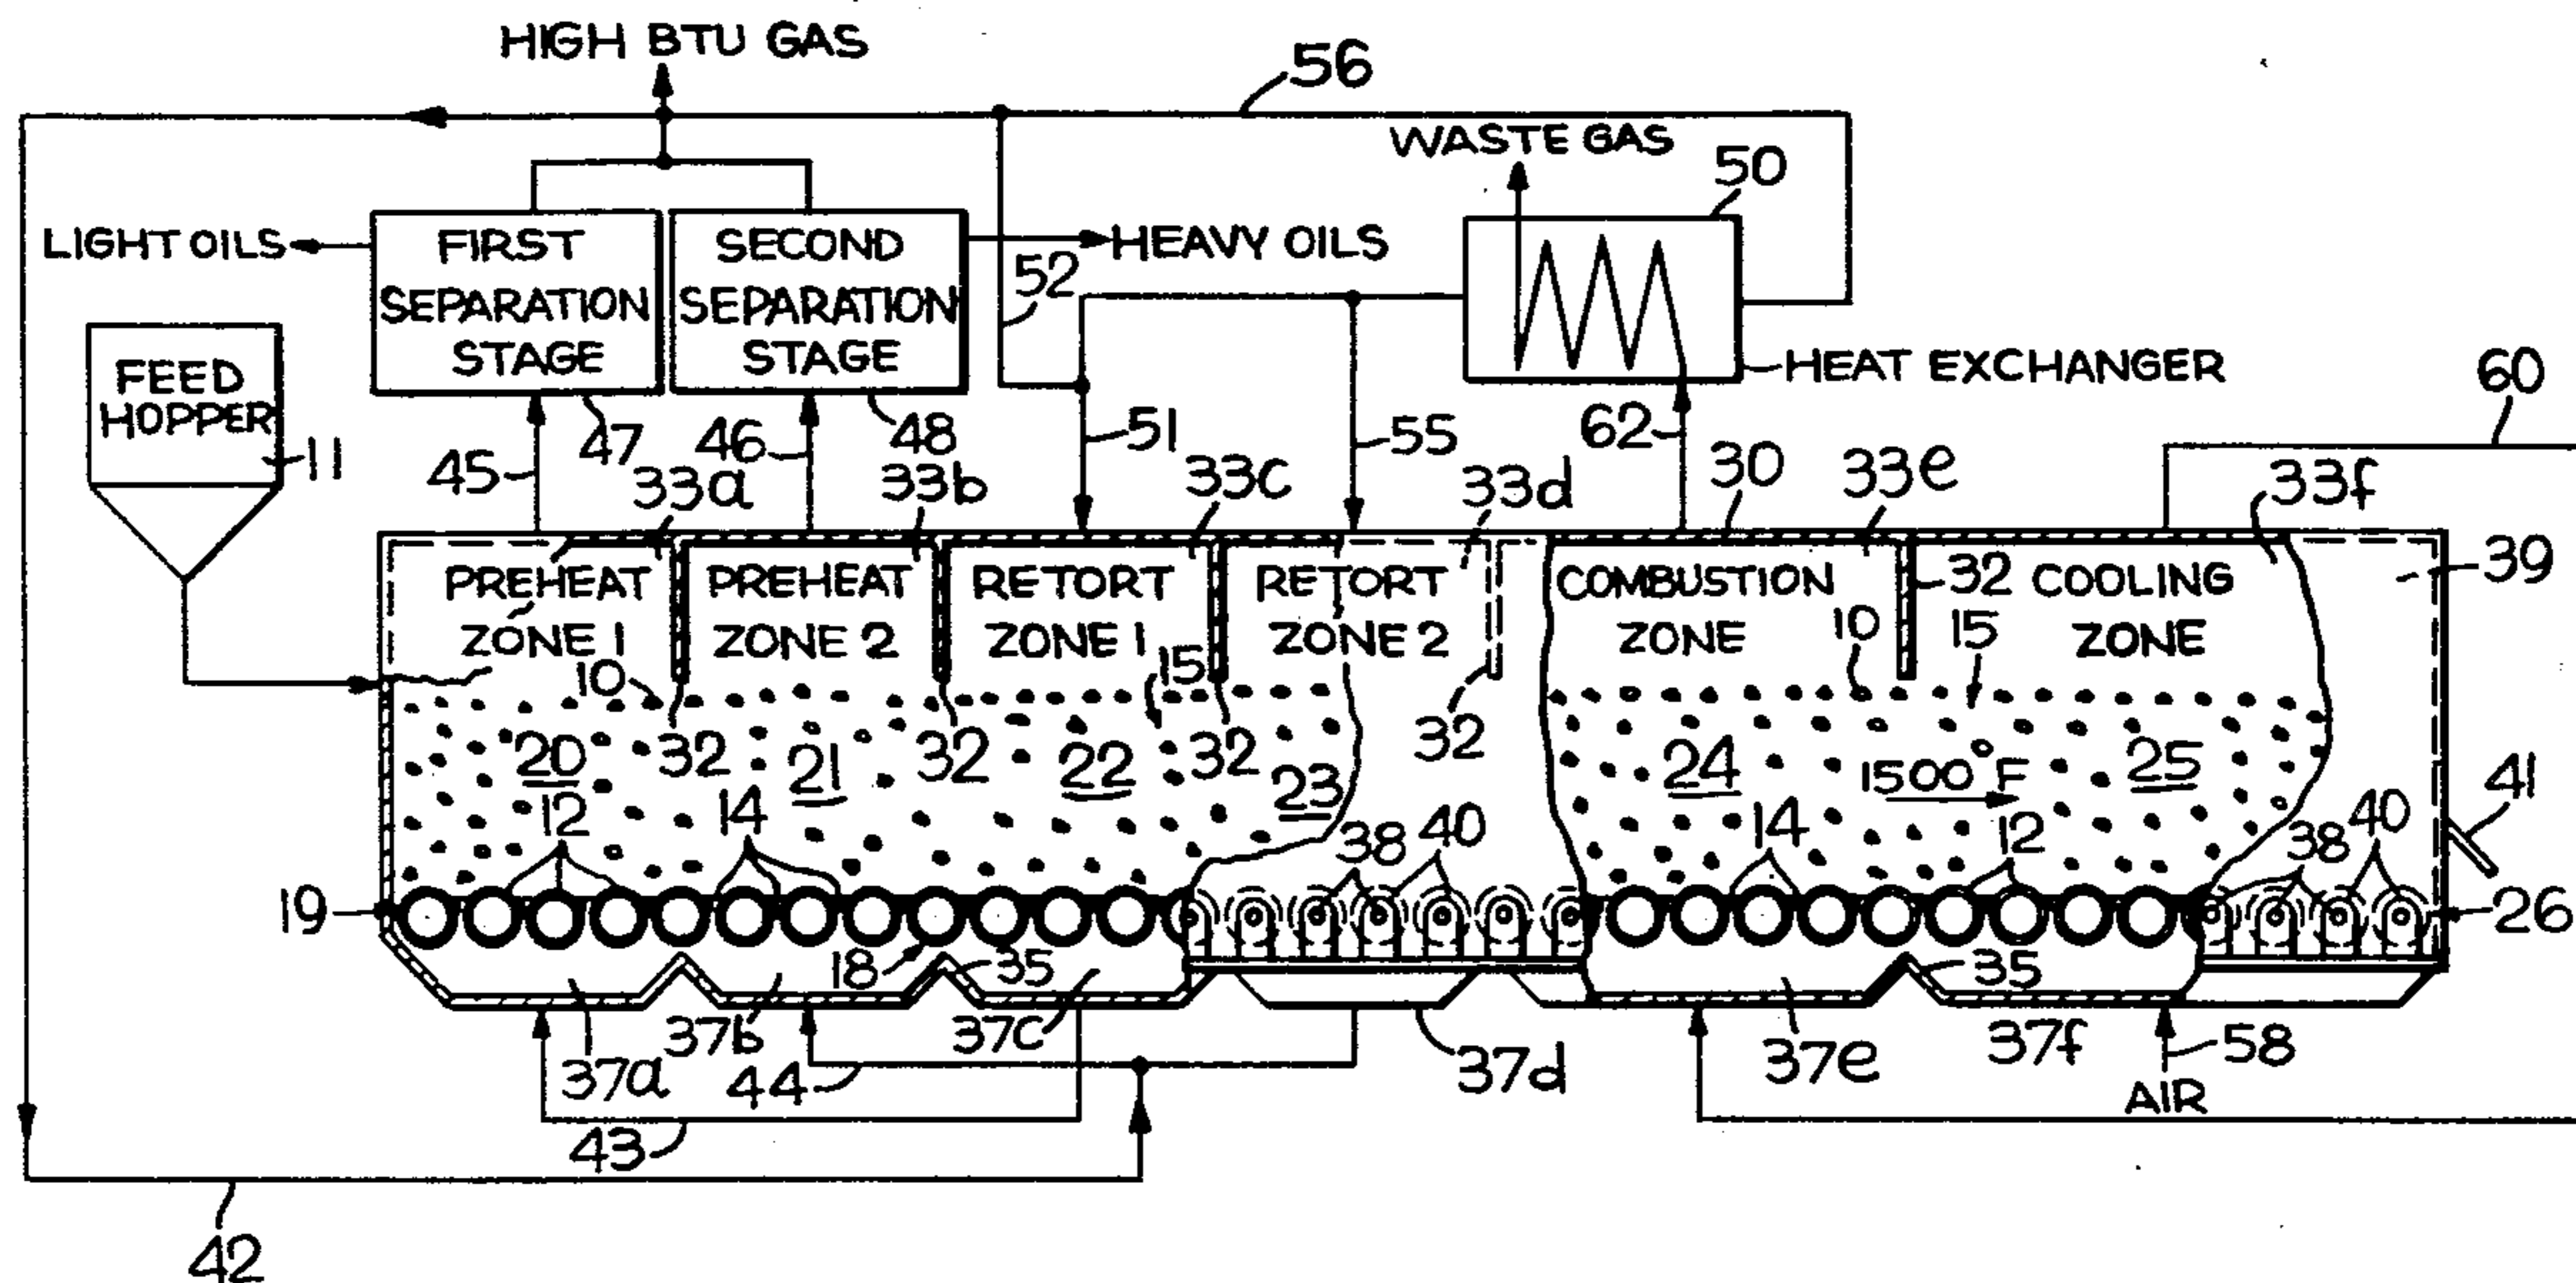 HIGH BTU GAS
56
WASTE GAS
50
LIGHT OILS
FIRST
SEPARATION
STAGE
SECOND
SEPARATION
STAGE
HEAVY OILS
52
HEAT EXCHANGER
60
FEED
HOPPER
11
45
47
46
48
51
55
62
30
33a
33b
33c
33d
33e
33f
39
PREHEAT
ZONE 1
PREHEAT
ZONE 2
RETORT
ZONE 1
RETORT
ZONE 2
COMBUSTION
ZONE
32
COOLING
ZONE
10
15
10
15
32
32
32
32
20
21
22
23
24
1500°F
25
41
12
14
38
40
14
12
38
40
19
26
18
35
35
37a
37b
37c
37d
37e
37f
58
AIR
44
43
42